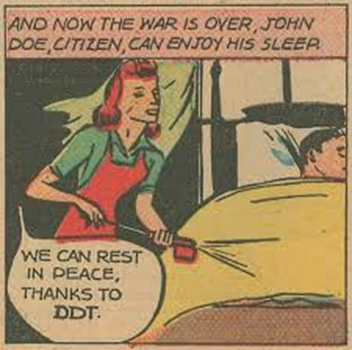 AND NOW THE WAR IS OVER, JOHN
DOE, CITIZEN, CAN ENJOY HIS SLEEP.
WE CAN REST
IN PEACE,
THANKS TO
DDT.